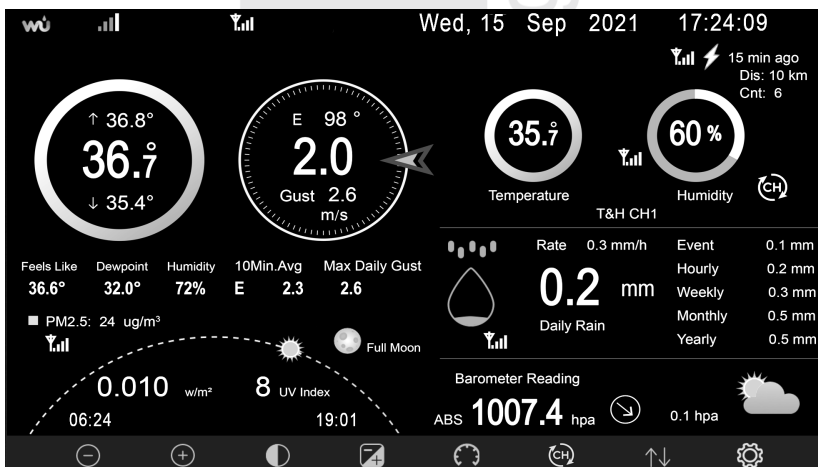 wu Wed, 15 Sep 2021 17:24:09
15 min ago
Dis: 10 km
Cnt: 6
↑ 36.8°
36.7°
↓ 35.4°
E 98 °
2.0
Gust 2.6
m/s
35.7°
60 %
Temperature Humidity CH
T&H CH1
Feels Like Dewpoint Humidity 10Min.Avg Max Daily Gust
36.6° 32.0° 72% E 2.3 2.6
PM2.5: 24 ug/m³
Full Moon
0.010 w/m² 8 UV Index
06:24 19:01
Rate 0.3 mm/h
0.2 mm
Daily Rain
Event 0.1 mm
Hourly 0.2 mm
Weekly 0.3 mm
Monthly 0.5 mm
Yearly 0.5 mm
Barometer Reading
ABS 1007.4 hpa 0.1 hpa
CH